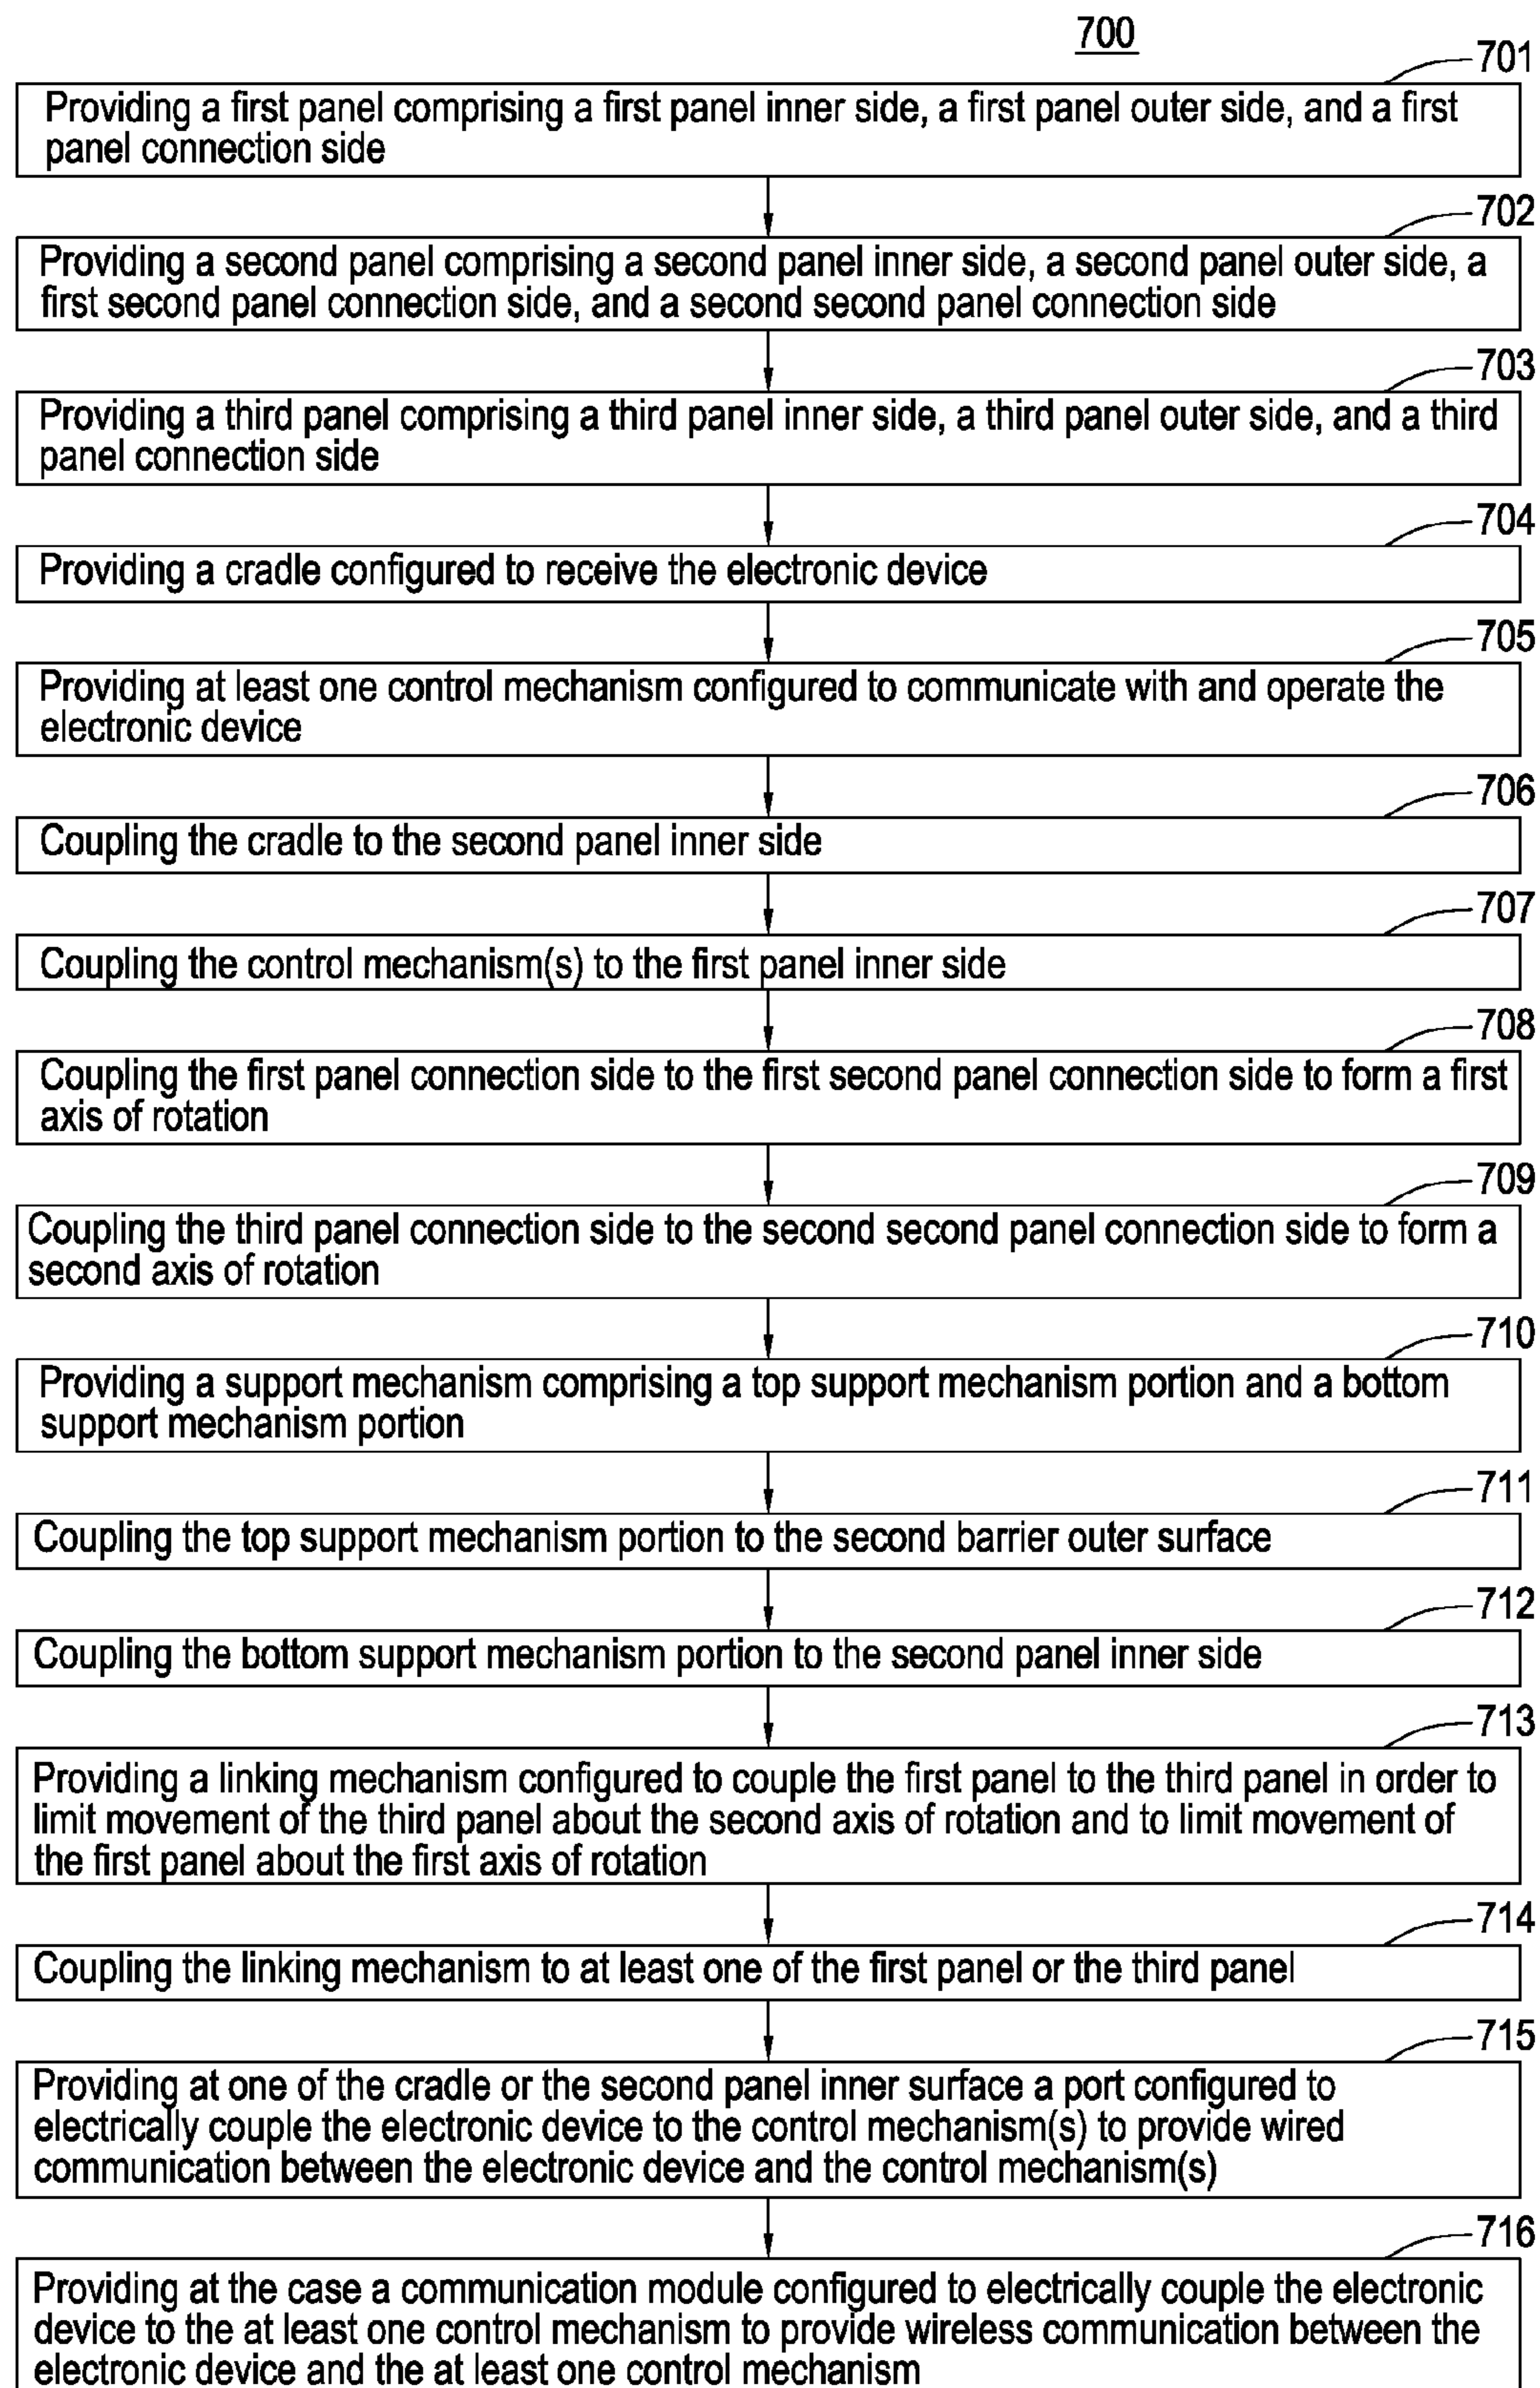 700
701
Providing a first panel comprising a first panel inner side, a first panel outer side, and a first
panel connection side
702
Providing a second panel comprising a second panel inner side, a second panel outer side, a
first second panel connection side, and a second second panel connection side
703
Providing a third panel comprising a third panel inner side, a third panel outer side, and a third
panel connection side
704
Providing a cradle configured to receive the electronic device
705
Providing at least one control mechanism configured to communicate with and operate the
electronic device
706
Coupling the cradle to the second panel inner side
707
Coupling the control mechanism(s) to the first panel inner side
708
Coupling the first panel connection side to the first second panel connection side to form a first
axis of rotation
709
Coupling the third panel connection side to the second second panel connection side to form a
second axis of rotation
710
Providing a support mechanism comprising a top support mechanism portion and a bottom
support mechanism portion
711
Coupling the top support mechanism portion to the second barrier outer surface
712
Coupling the bottom support mechanism portion to the second panel inner side
713
Providing a linking mechanism configured to couple the first panel to the third panel in order to
limit movement of the third panel about the second axis of rotation and to limit movement of
the first panel about the first axis of rotation
714
Coupling the linking mechanism to at least one of the first panel or the third panel
715
Providing at one of the cradle or the second panel inner surface a port configured to
electrically couple the electronic device to the control mechanism(s) to provide wired
communication between the electronic device and the control mechanism(s)
716
Providing at the case a communication module configured to electrically couple the electronic
device to the at least one control mechanism to provide wireless communication between the
electronic device and the at least one control mechanism